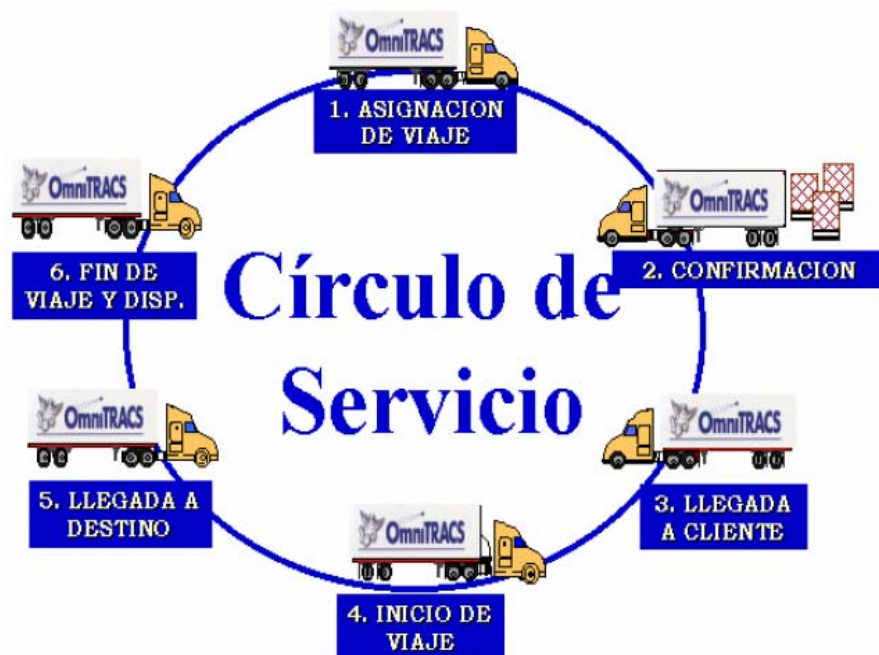 OmniTRACS
1. ASIGNACION
DE VIAJE
OmniTRACS
2. CONFIRMACION
OmniTRACS
3. LLEGADA
A CLIENTE
OmniTRACS
4. INICIO DE
VIAJE
OmniTRACS
5. LLEGADA A
DESTINO
OmniTRACS
6. FIN DE
VIAJE Y DISP.
Círculo de
Servicio